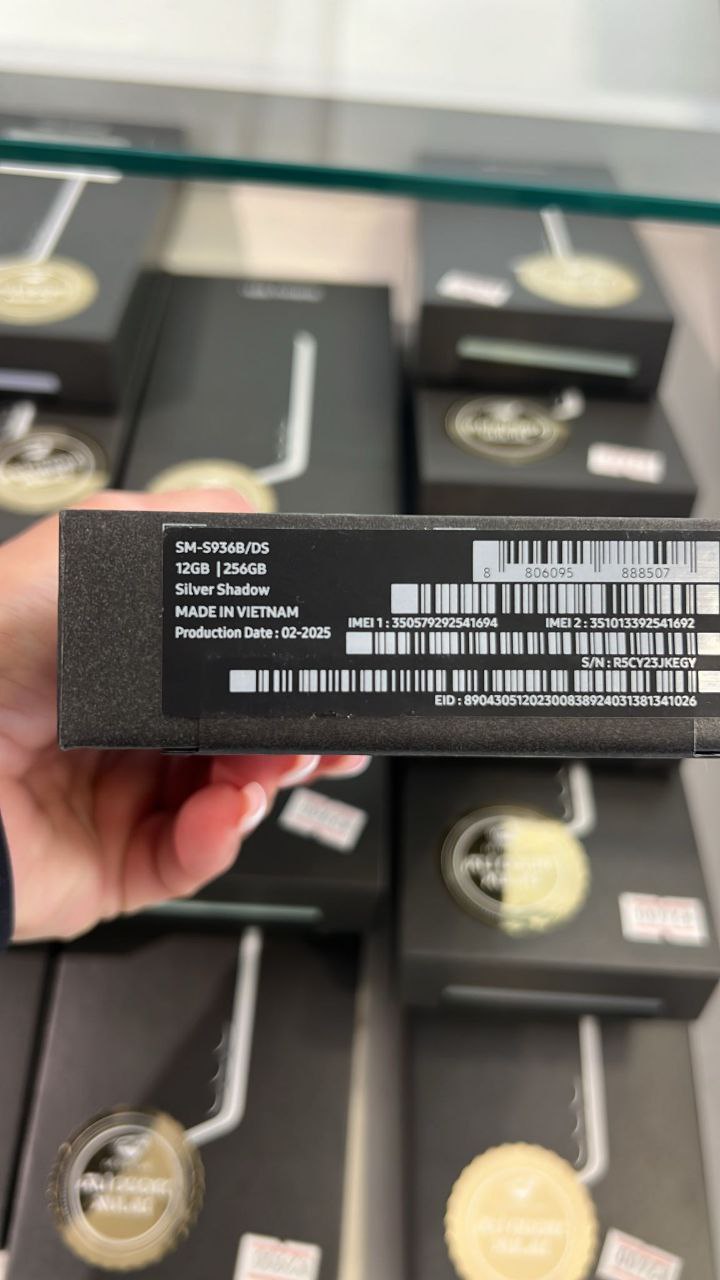 SM-S936B/DS
12GB | 256GB
Silver Shadow
MADE IN VIETNAM
Production Date : 02-2025
8 806095 888507
IMEI 1 : 350579292541694 IMEI 2 : 351013392541692
S/N : R5CY23JKEGY
EID : 89043051202300838924031381341026